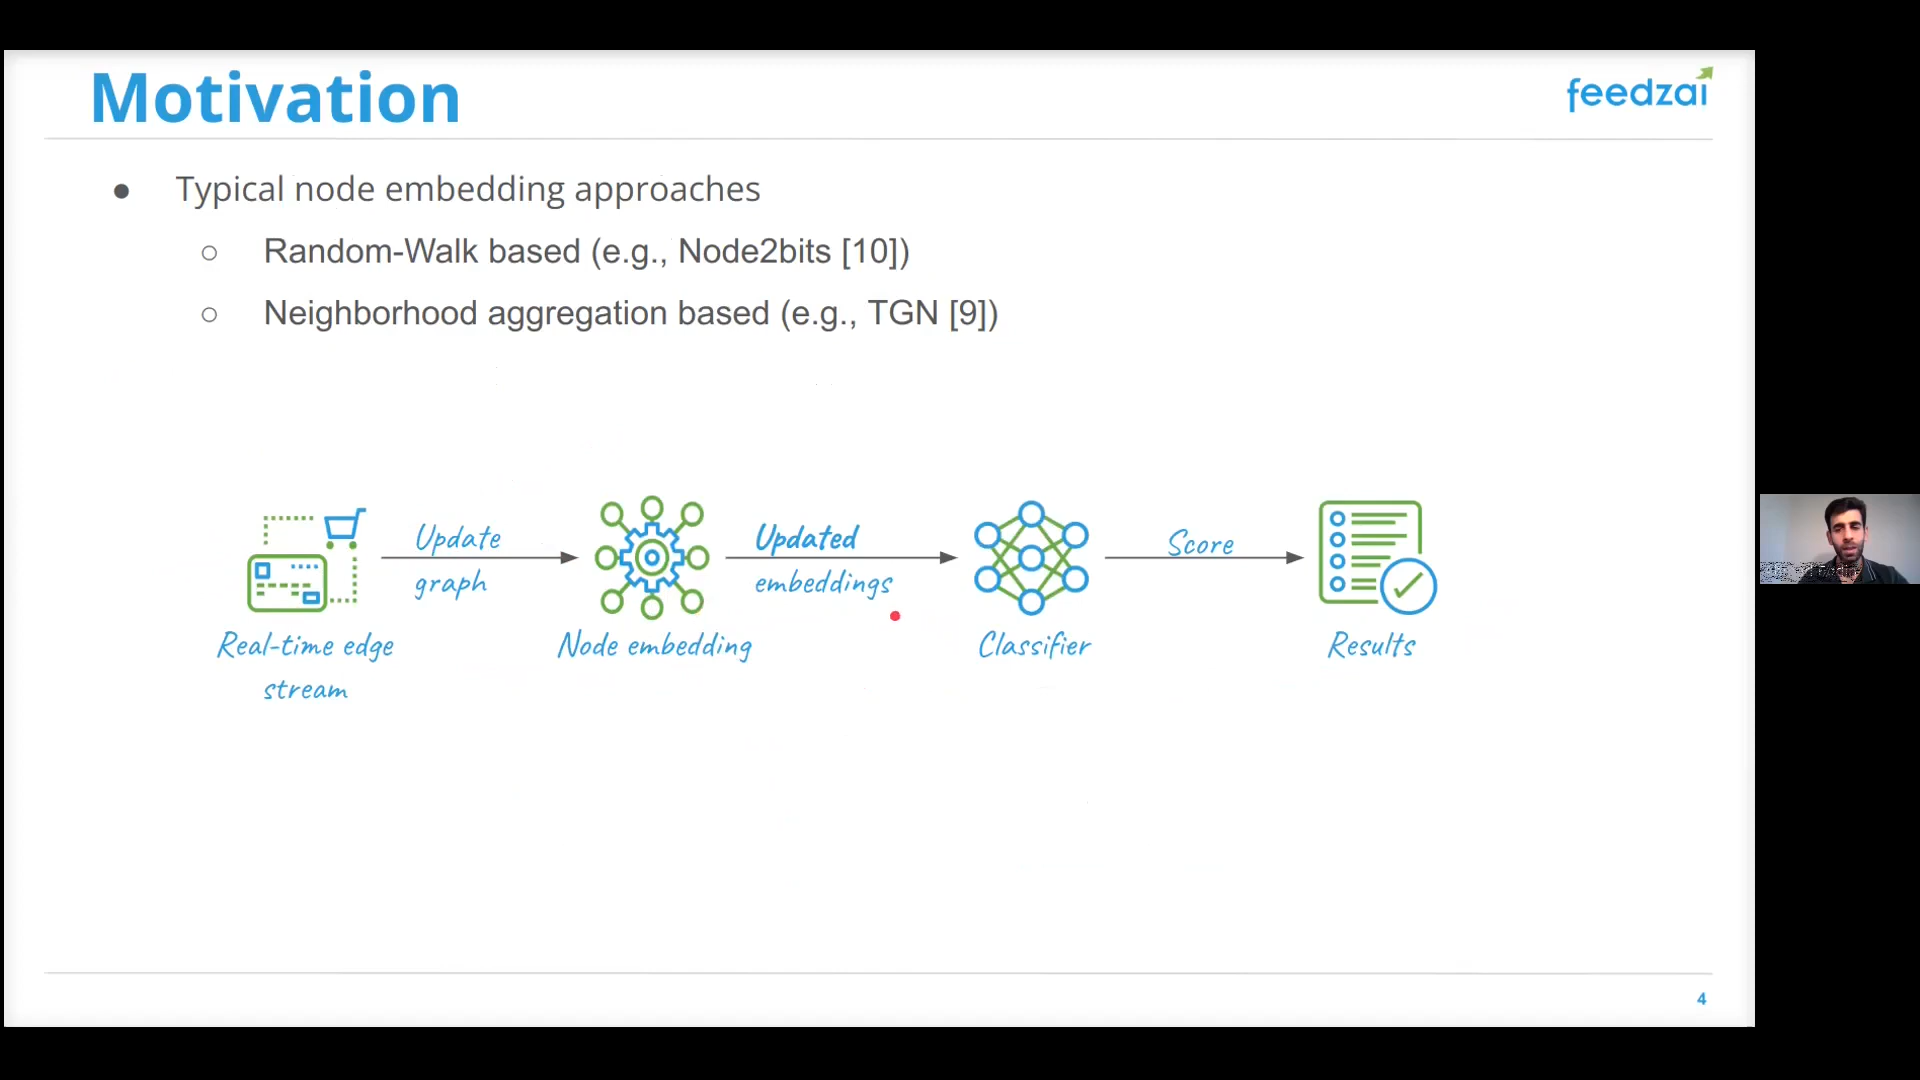 Motivation
feedzai
● Typical node embedding approaches
○ Random-Walk based (e.g., Node2bits [10])
○ Neighborhood aggregation based (e.g., TGN [9])
Update
graph
Updated
embeddings
Score
Real-time edge
stream
Node embedding
Classifier
Results
4